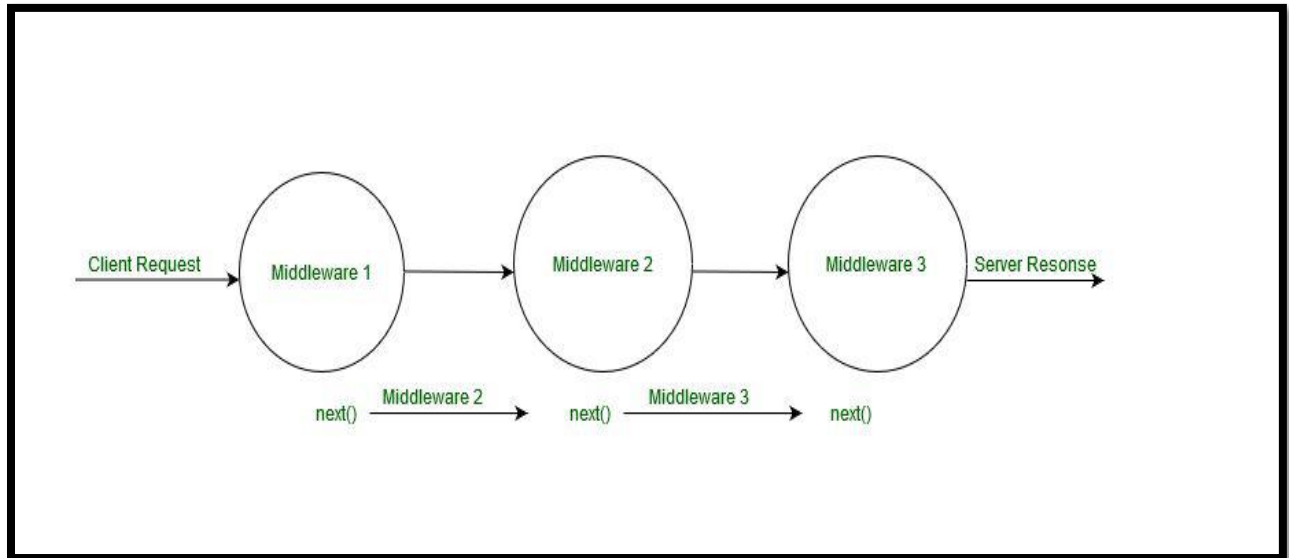 Client Request
Middleware 1
Middleware 2
Middleware 3
Server Resonse
next()
Middleware 2
next()
Middleware 3
next()